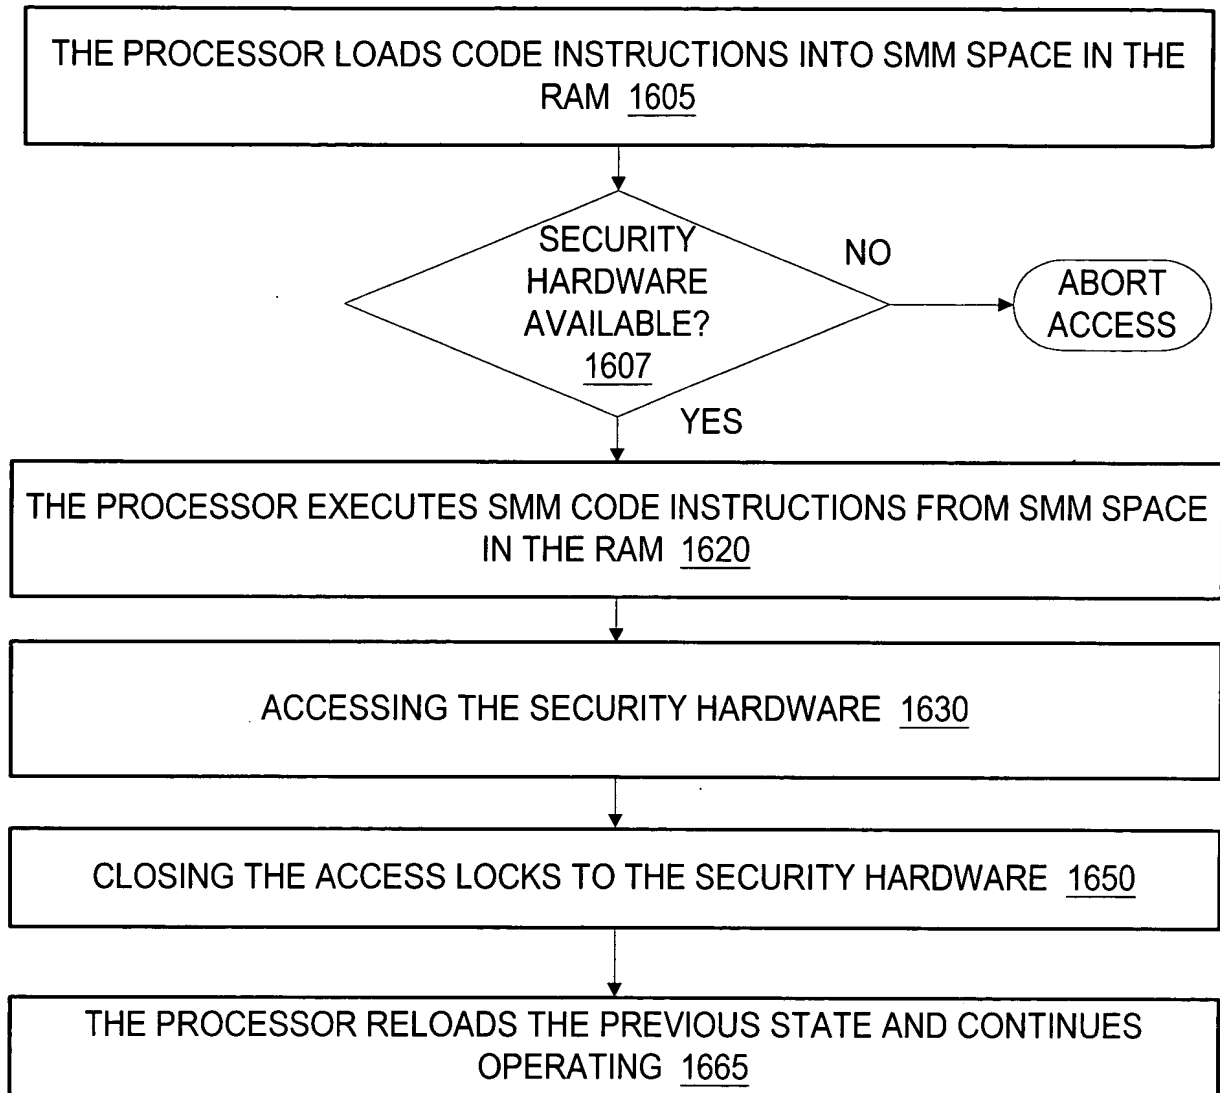 THE PROCESSOR LOADS CODE INSTRUCTIONS INTO SMM SPACE IN THE
RAM 1605
SECURITY
HARDWARE
AVAILABLE?
1607
NO
ABORT
ACCESS
YES
THE PROCESSOR EXECUTES SMM CODE INSTRUCTIONS FROM SMM SPACE
IN THE RAM 1620
ACCESSING THE SECURITY HARDWARE 1630
CLOSING THE ACCESS LOCKS TO THE SECURITY HARDWARE 1650
THE PROCESSOR RELOADS THE PREVIOUS STATE AND CONTINUES
OPERATING 1665